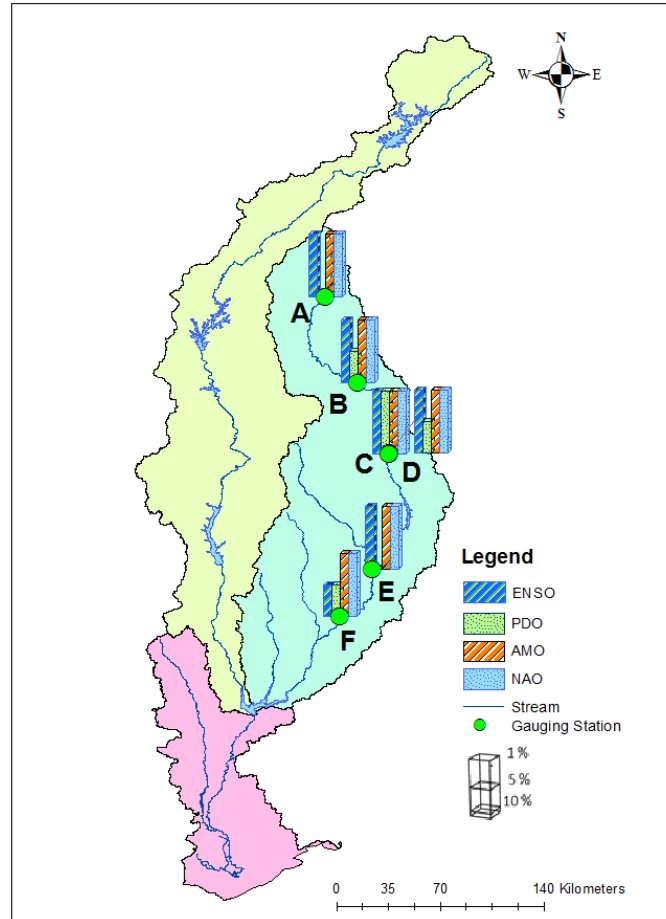 N
W E
S
A
B
C D
E
F
Legend
ENSO
PDO
AMO
NAO
Stream
Gauging Station
1%
5%
10%
0 35 70 140 Kilometers